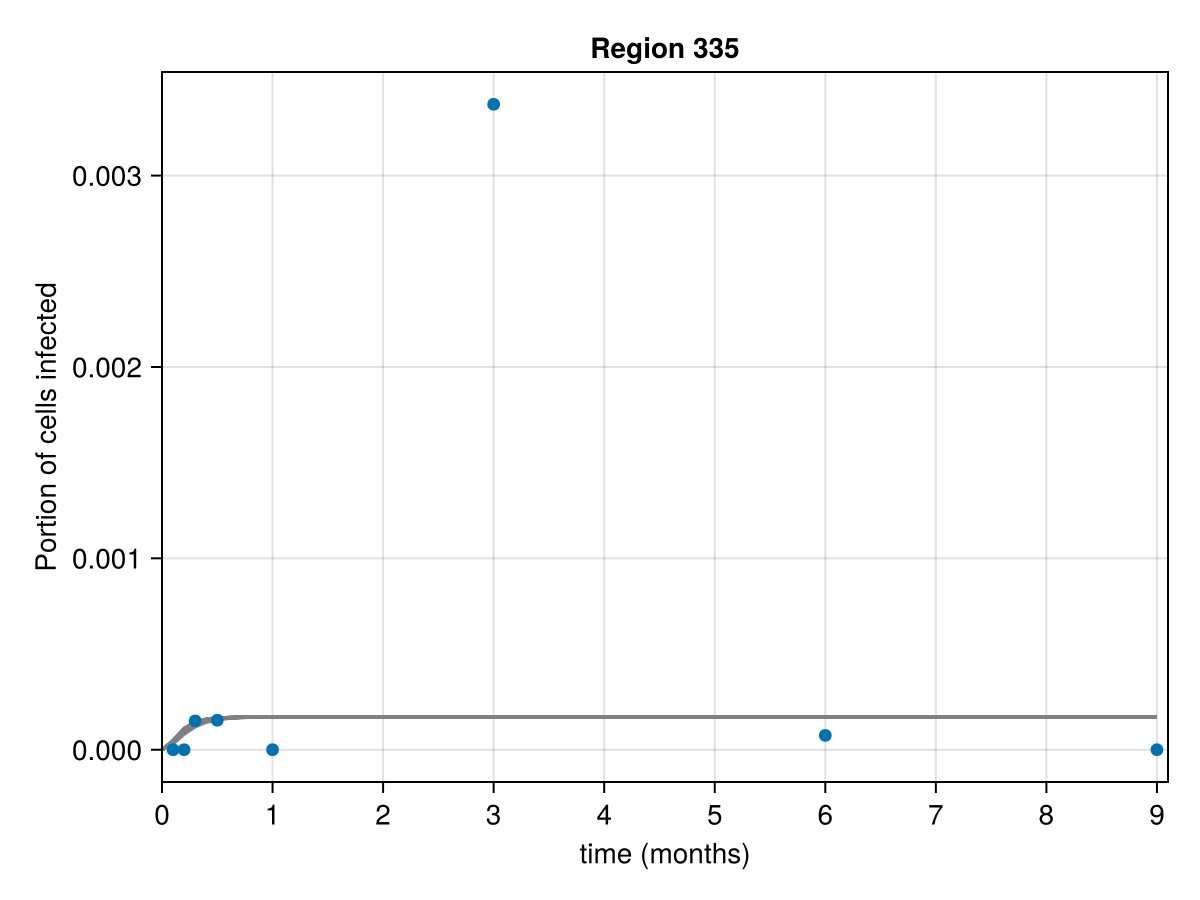 Region 335
Portion of cells infected
0.003
0.002
0.001
0.000
0 1 2 3 4 5 6 7 8 9
time (months)